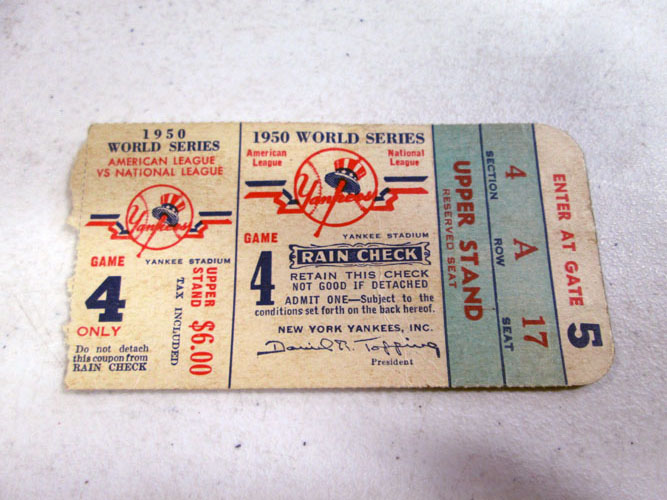 1950
WORLD SERIES
AMERICAN LEAGUE
VS NATIONAL LEAGUE
Yankees
YANKEE STADIUM
GAME
4
ONLY
UPPER
STAND $6.00
TAX INCLUDED
Do not detach
this coupon from
RAIN CHECK
1950 WORLD SERIES
American League
National League
Yankees
YANKEE STADIUM
GAME
4
RAIN CHECK
RETAIN THIS CHECK
NOT GOOD IF DETACHED
ADMIT ONE—Subject to the
conditions set forth on the back hereof.
NEW YORK YANKEES, INC.
Daniel R. Topping
President
UPPER STAND
RESERVED SEAT
SECTION 4
ROW A
SEAT 17
ENTER AT GATE 5